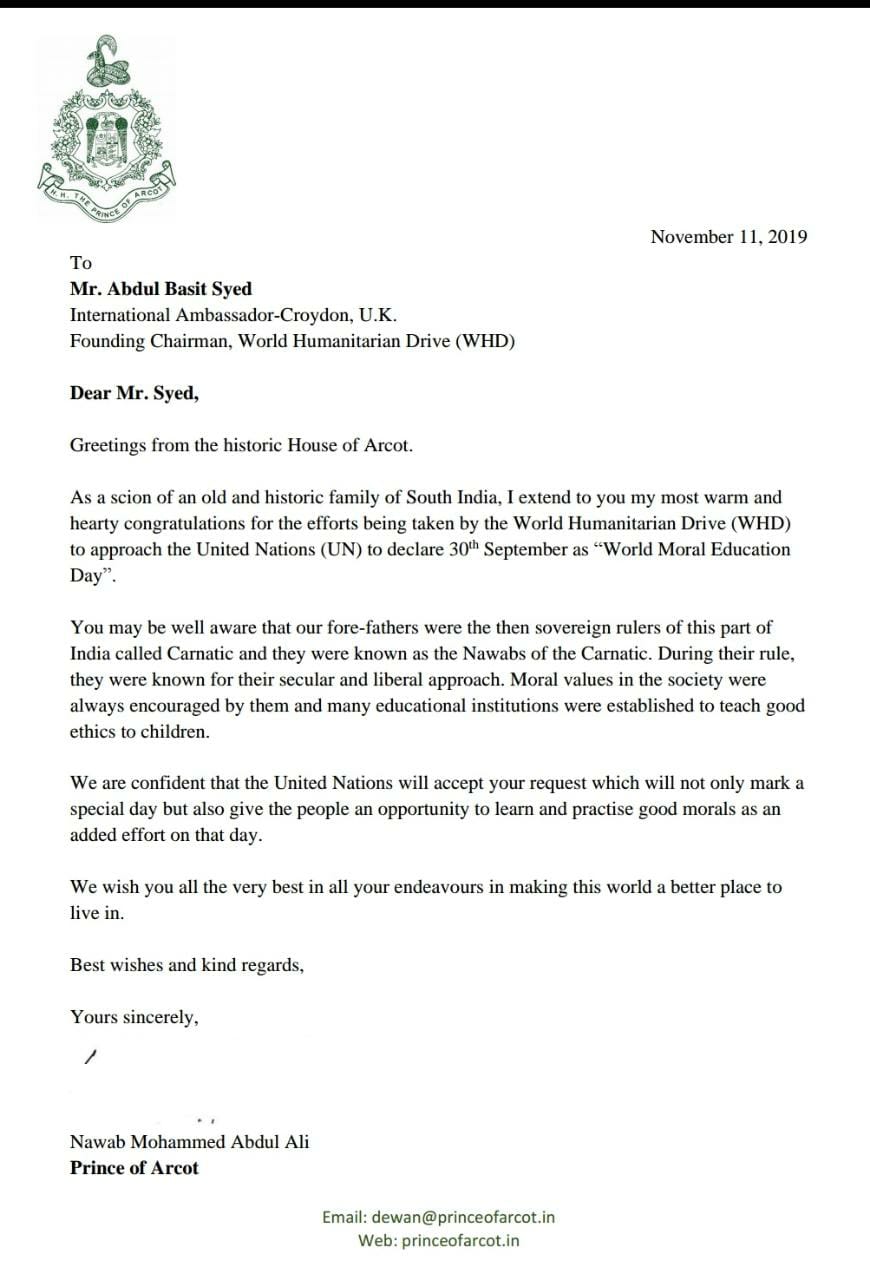 H. H. THE PRINCE OF ARCOT
November 11, 2019
To
Mr. Abdul Basit Syed
International Ambassador-Croydon, U.K.
Founding Chairman, World Humanitarian Drive (WHD)
Dear Mr. Syed,
Greetings from the historic House of Arcot.
As a scion of an old and historic family of South India, I extend to you my most warm and
hearty congratulations for the efforts being taken by the World Humanitarian Drive (WHD)
to approach the United Nations (UN) to declare 30th September as “World Moral Education
Day”.
You may be well aware that our fore-fathers were the then sovereign rulers of this part of
India called Carnatic and they were known as the Nawabs of the Carnatic. During their rule,
they were known for their secular and liberal approach. Moral values in the society were
always encouraged by them and many educational institutions were established to teach good
ethics to children.
We are confident that the United Nations will accept your request which will not only mark a
special day but also give the people an opportunity to learn and practise good morals as an
added effort on that day.
We wish you all the very best in all your endeavours in making this world a better place to
live in.
Best wishes and kind regards,
Yours sincerely,
Nawab Mohammed Abdul Ali
Prince of Arcot
Email: dewan@princeofarcot.in
Web: princeofarcot.in